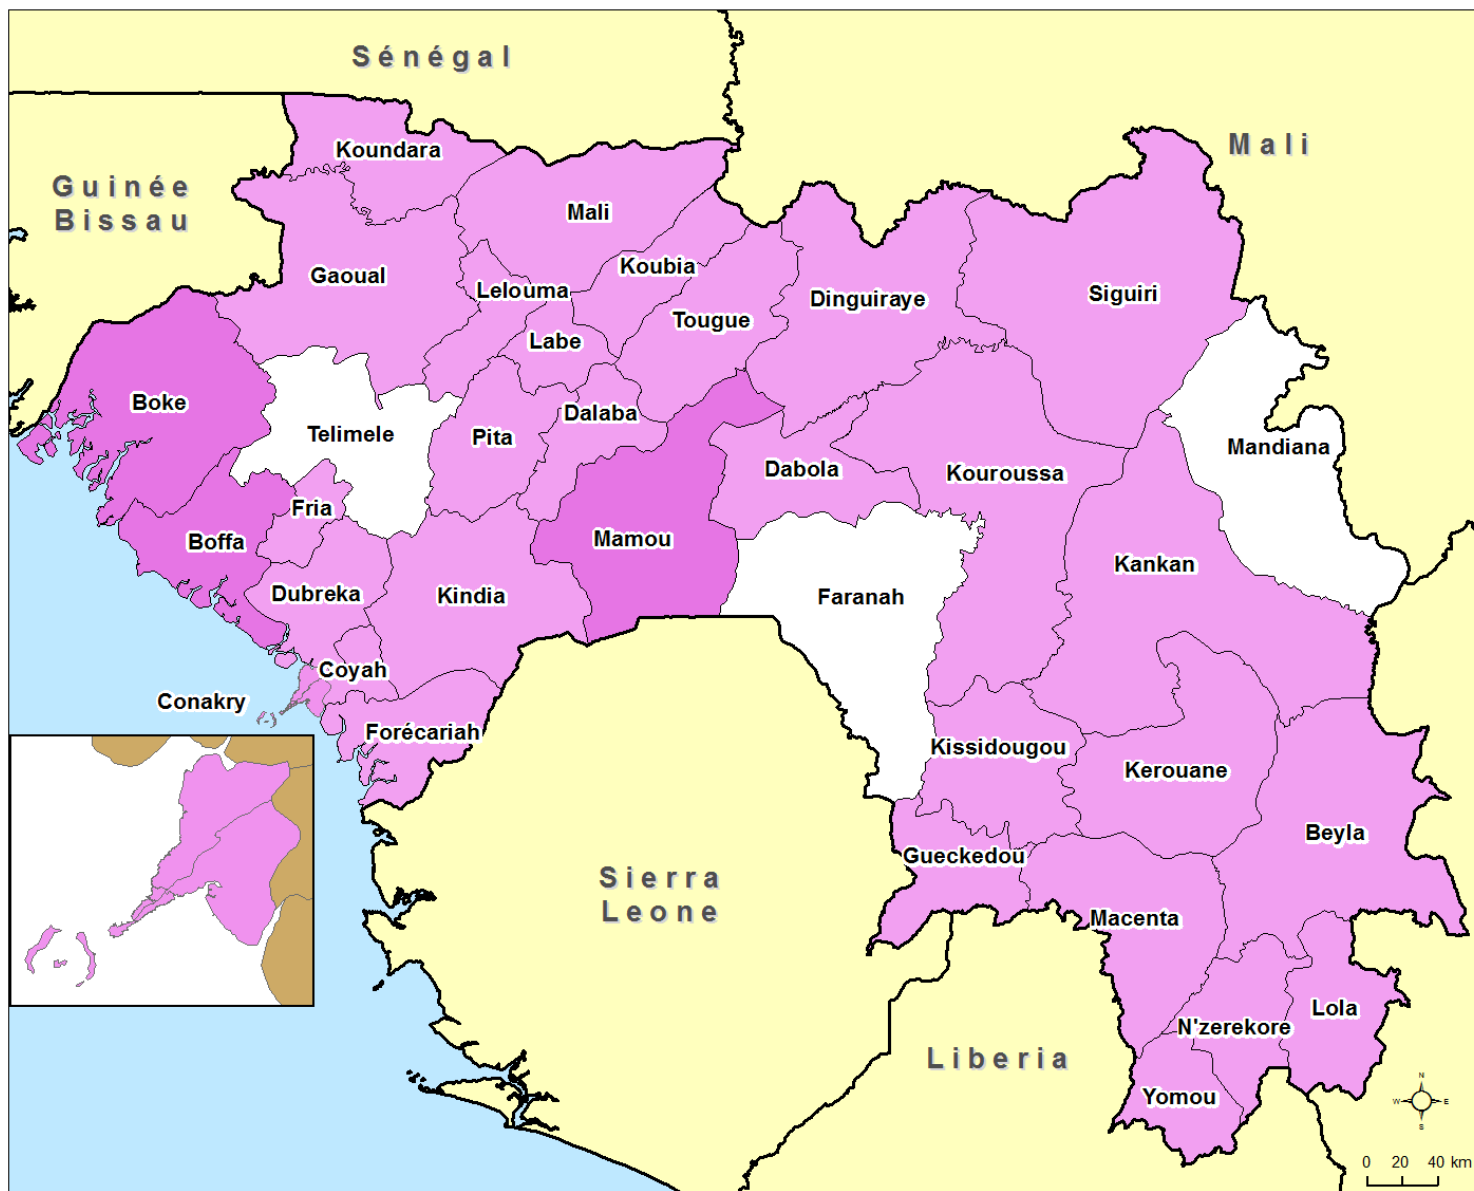 Sénégal
Mali
Guinée
Bissau
Koundara
Mali
Gaoual
Koubia
Lelouma
Dinguiraye
Siguiri
Tougue
Labe
Boke
Dalaba
Telimele
Pita
Mandiana
Dabola
Kouroussa
Fria
Boffa
Mamou
Kankan
Dubreka
Kindia
Faranah
Coyah
Conakry
Forécariah
Kissidougou
Kerouane
Beyla
Gueckedou
Sierra
Leone
Macenta
Lola
N'zerekore
Liberia
Yomou
N
W
E
S
0 20 40 km